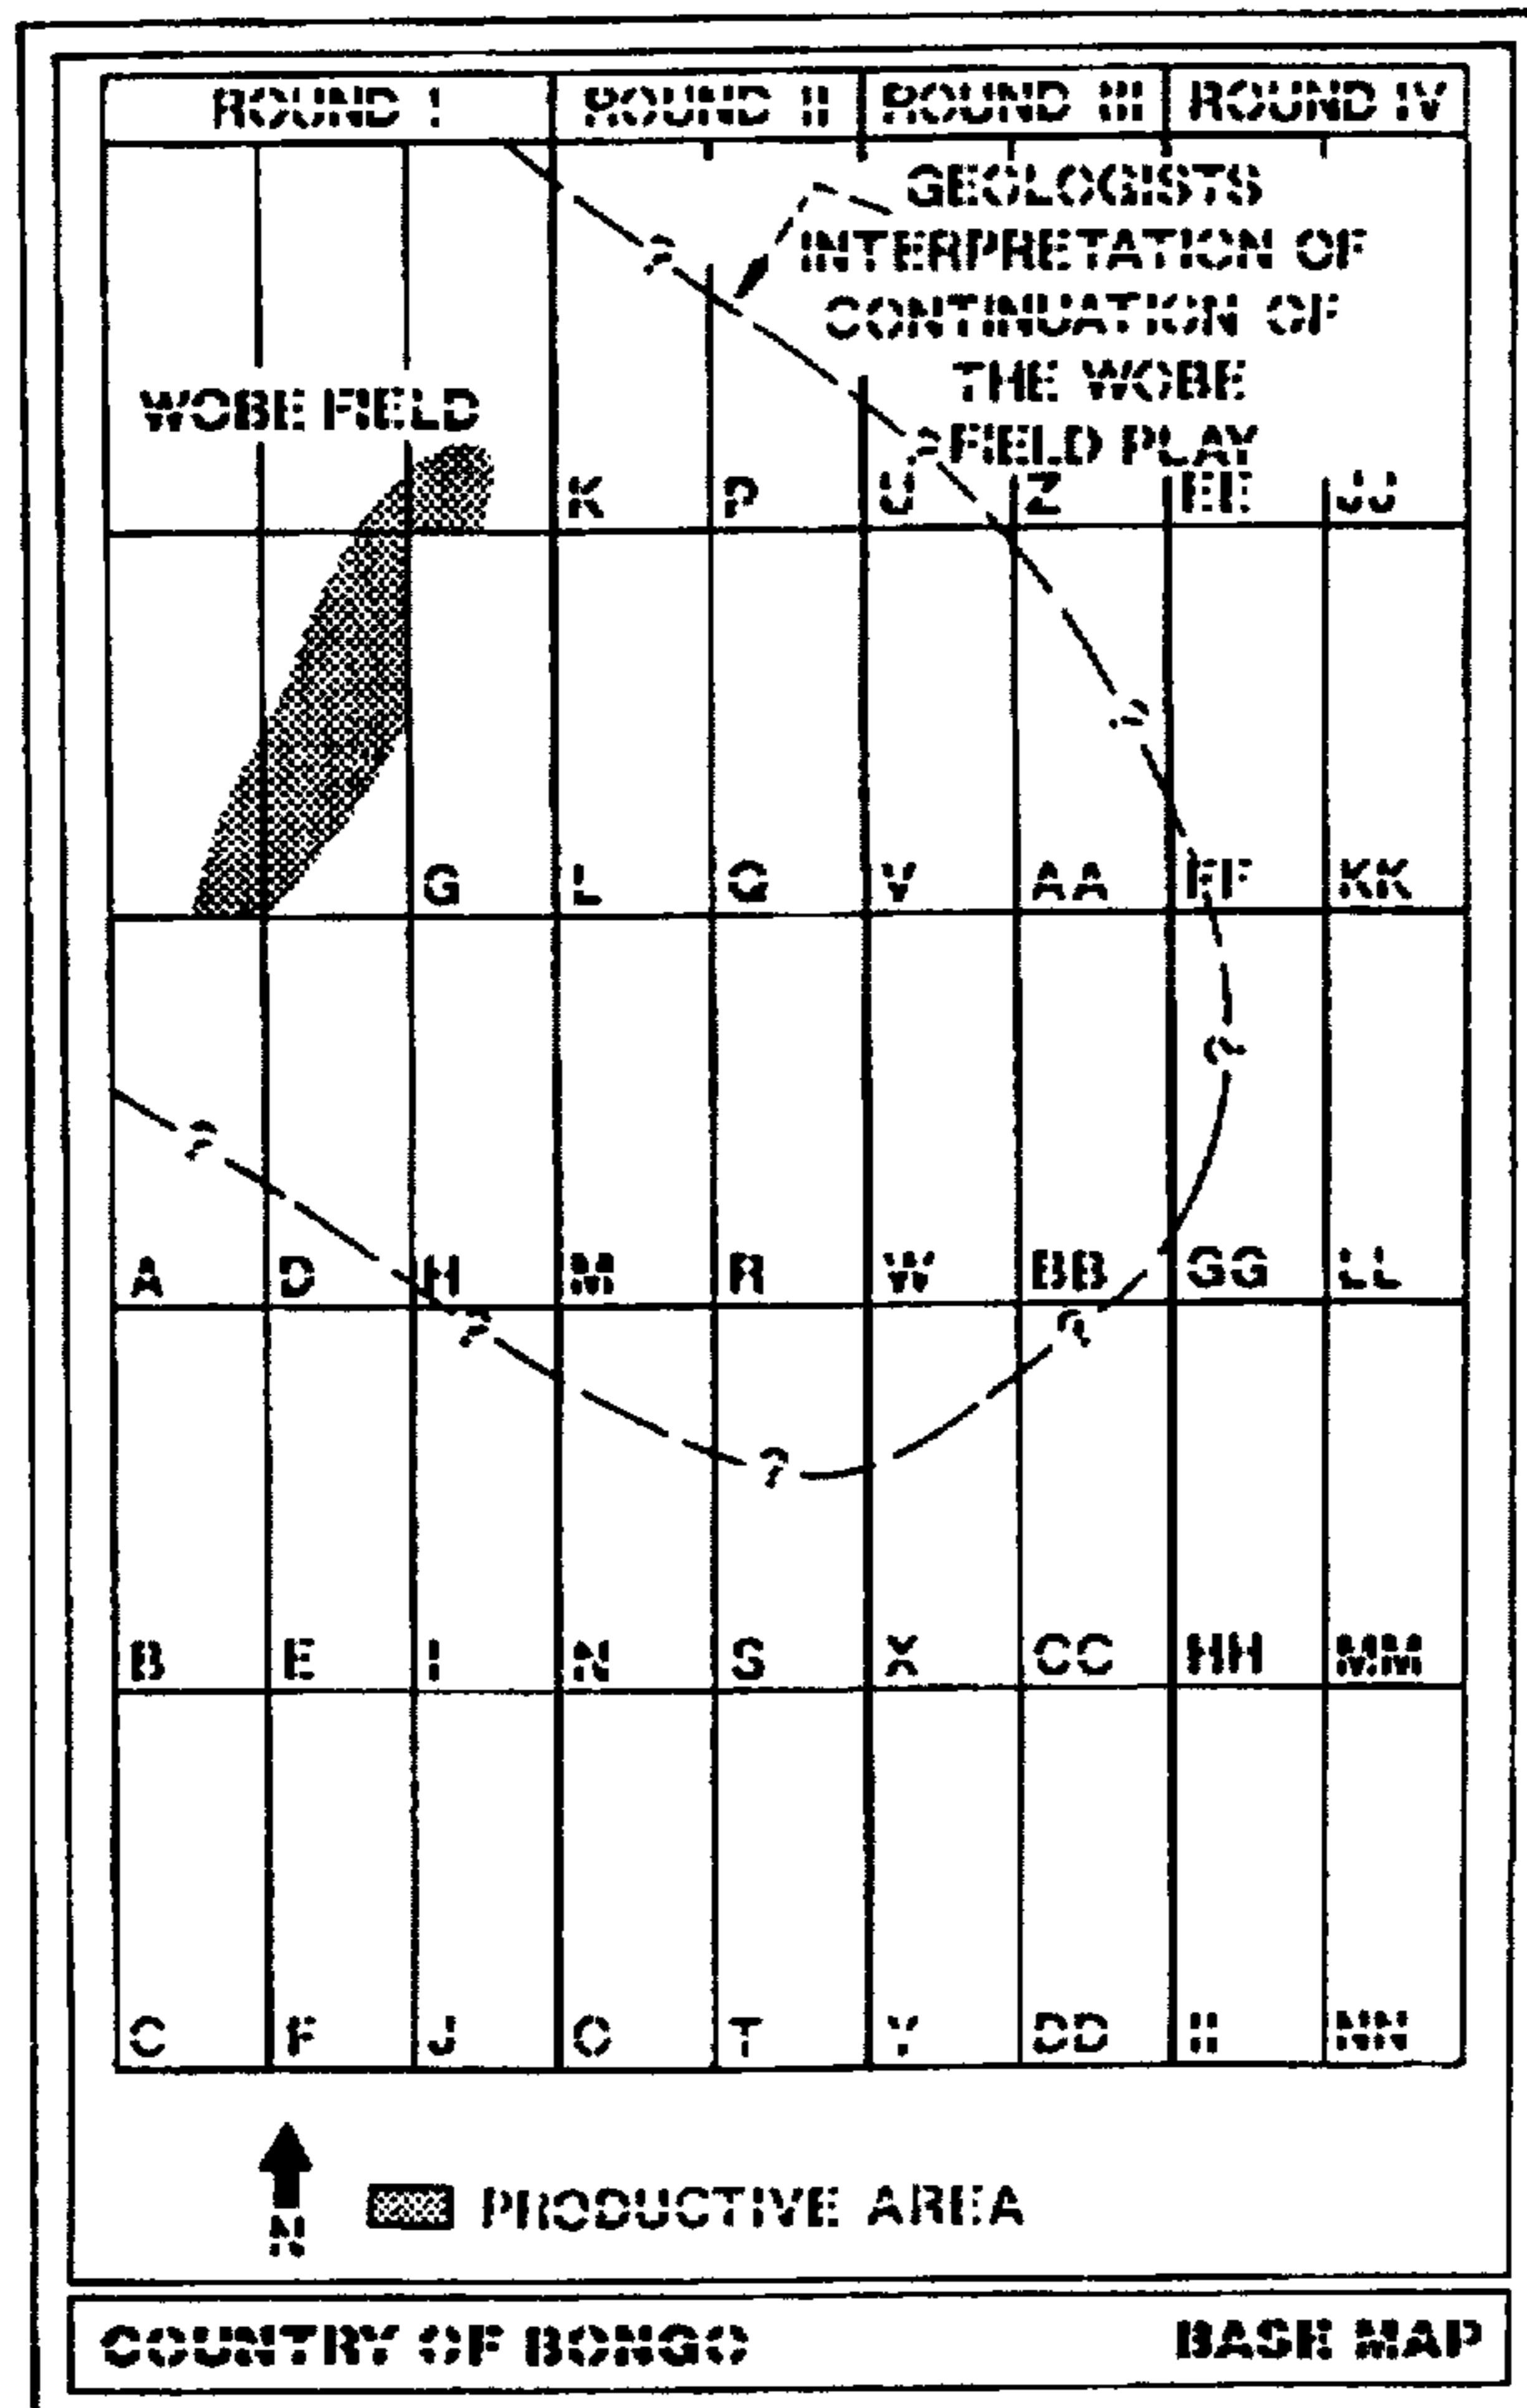 ROUND I ROUND II ROUND III ROUND IV
GEOLOGISTS
INTERPRETATION OF
CONTINUATION OF
THE WOBE
FIELD PLAY
WOBE FIELD
?
?
K P U Z EE JJ
?
G L Q V AA FF KK
?
?
A D H M R W BB GG LL
? ?
?
B E I N S X CC HH MM
C F J O T Y DD II NN
N
PRODUCTIVE AREA
COUNTRY OF BONGO BASE MAP